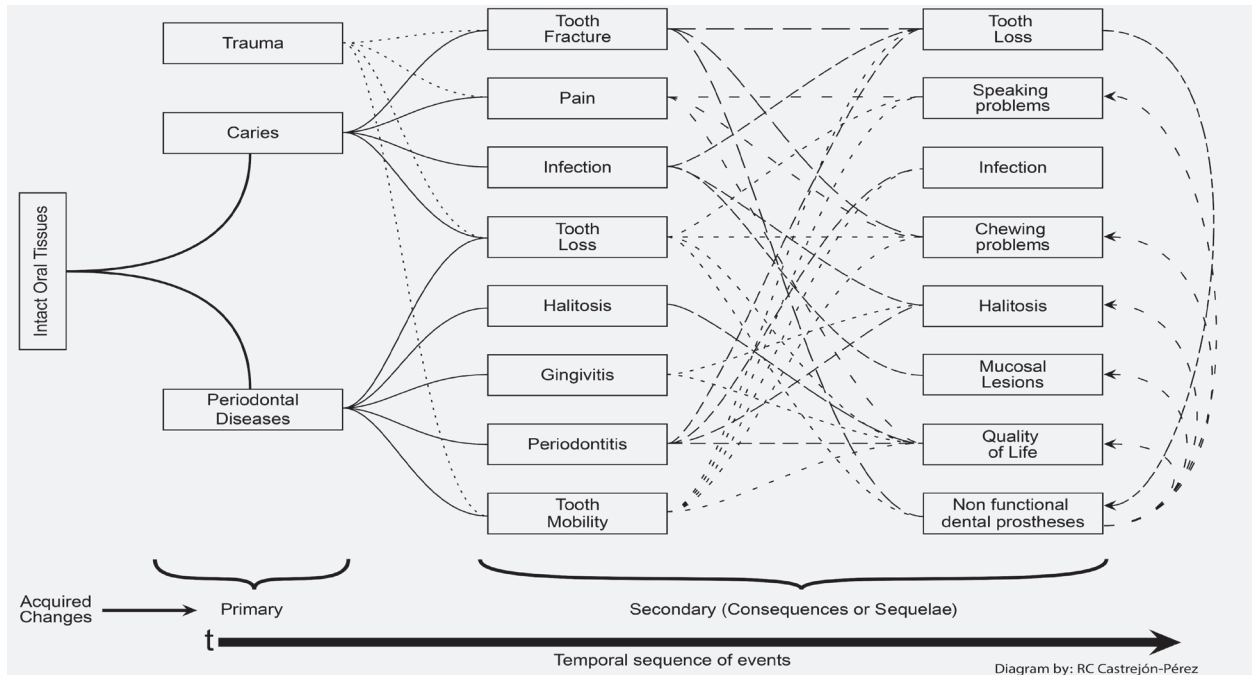 Intact Oral Tissues
Trauma
Caries
Periodontal
Diseases
Tooth
Fracture
Pain
Infection
Tooth
Loss
Halitosis
Gingivitis
Periodontitis
Tooth
Mobility
Tooth
Loss
Speaking
problems
Infection
Chewing
problems
Halitosis
Mucosal
Lesions
Quality
of Life
Non functional
dental prostheses
Acquired
Changes
Primary
Secondary (Consequences or Sequelae)
t
Temporal sequence of events
Diagram by: RC Castrejón-Pérez